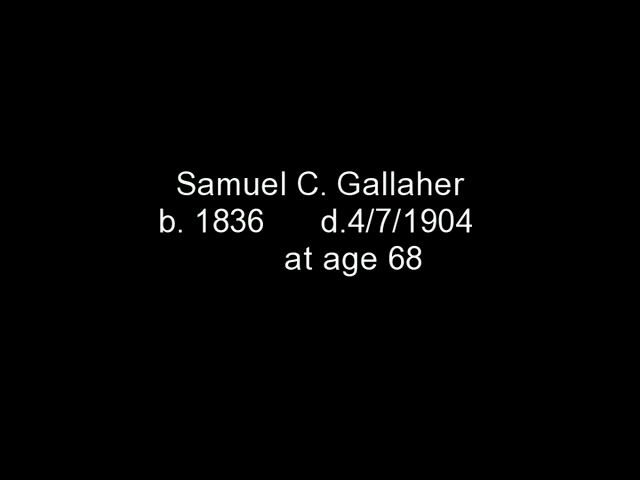 Samuel C. Gallaher
b. 1836 d.4/7/1904
at age 68